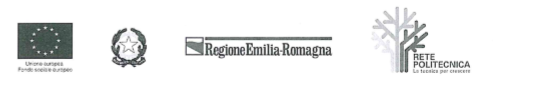 Unione europea
Fondo sociale europeo
RegioneEmilia-Romagna
RETE
POLITECNICA
La tecnica per crescere